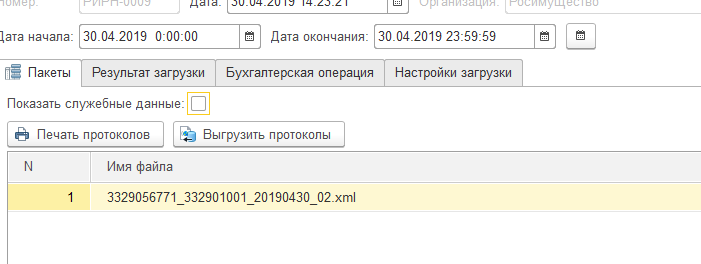 Номер: РИРН-0009 Дата: 30.04.2019 14:23:21 Организация: Росимущество
Дата начала: 30.04.2019 0:00:00 Дата окончания: 30.04.2019 23:59:59
Пакеты Результат загрузки Бухгалтерская операция Настройки загрузки
Показать служебные данные:
Печать протоколов Выгрузить протоколы
N Имя файла
1 3329056771_332901001_20190430_02.xml